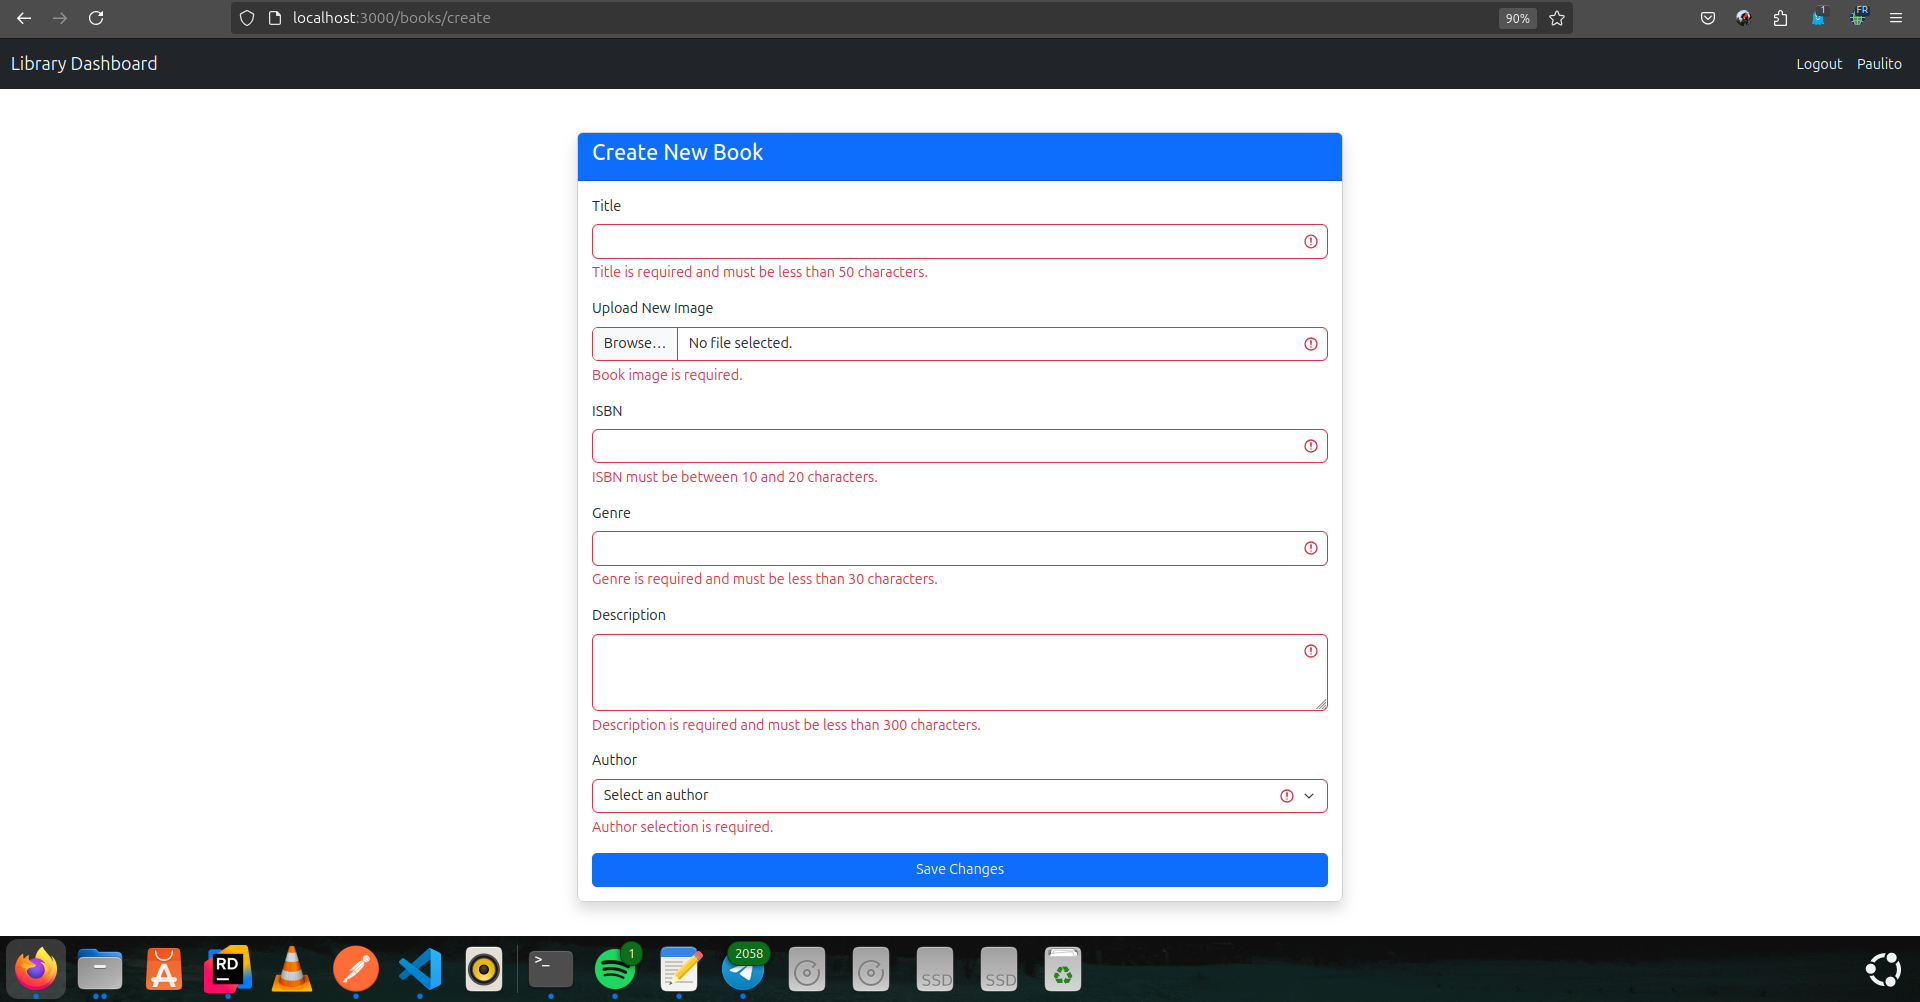 localhost:3000/books/create
90%
1
FR
Library Dashboard
Logout
Paulito
Create New Book
Title
Title is required and must be less than 50 characters.
Upload New Image
Browse...
No file selected.
Book image is required.
ISBN
ISBN must be between 10 and 20 characters.
Genre
Genre is required and must be less than 30 characters.
Description
Description is required and must be less than 300 characters.
Author
Select an author
Author selection is required.
Save Changes
RD
>_
1
2058
SSD
SSD